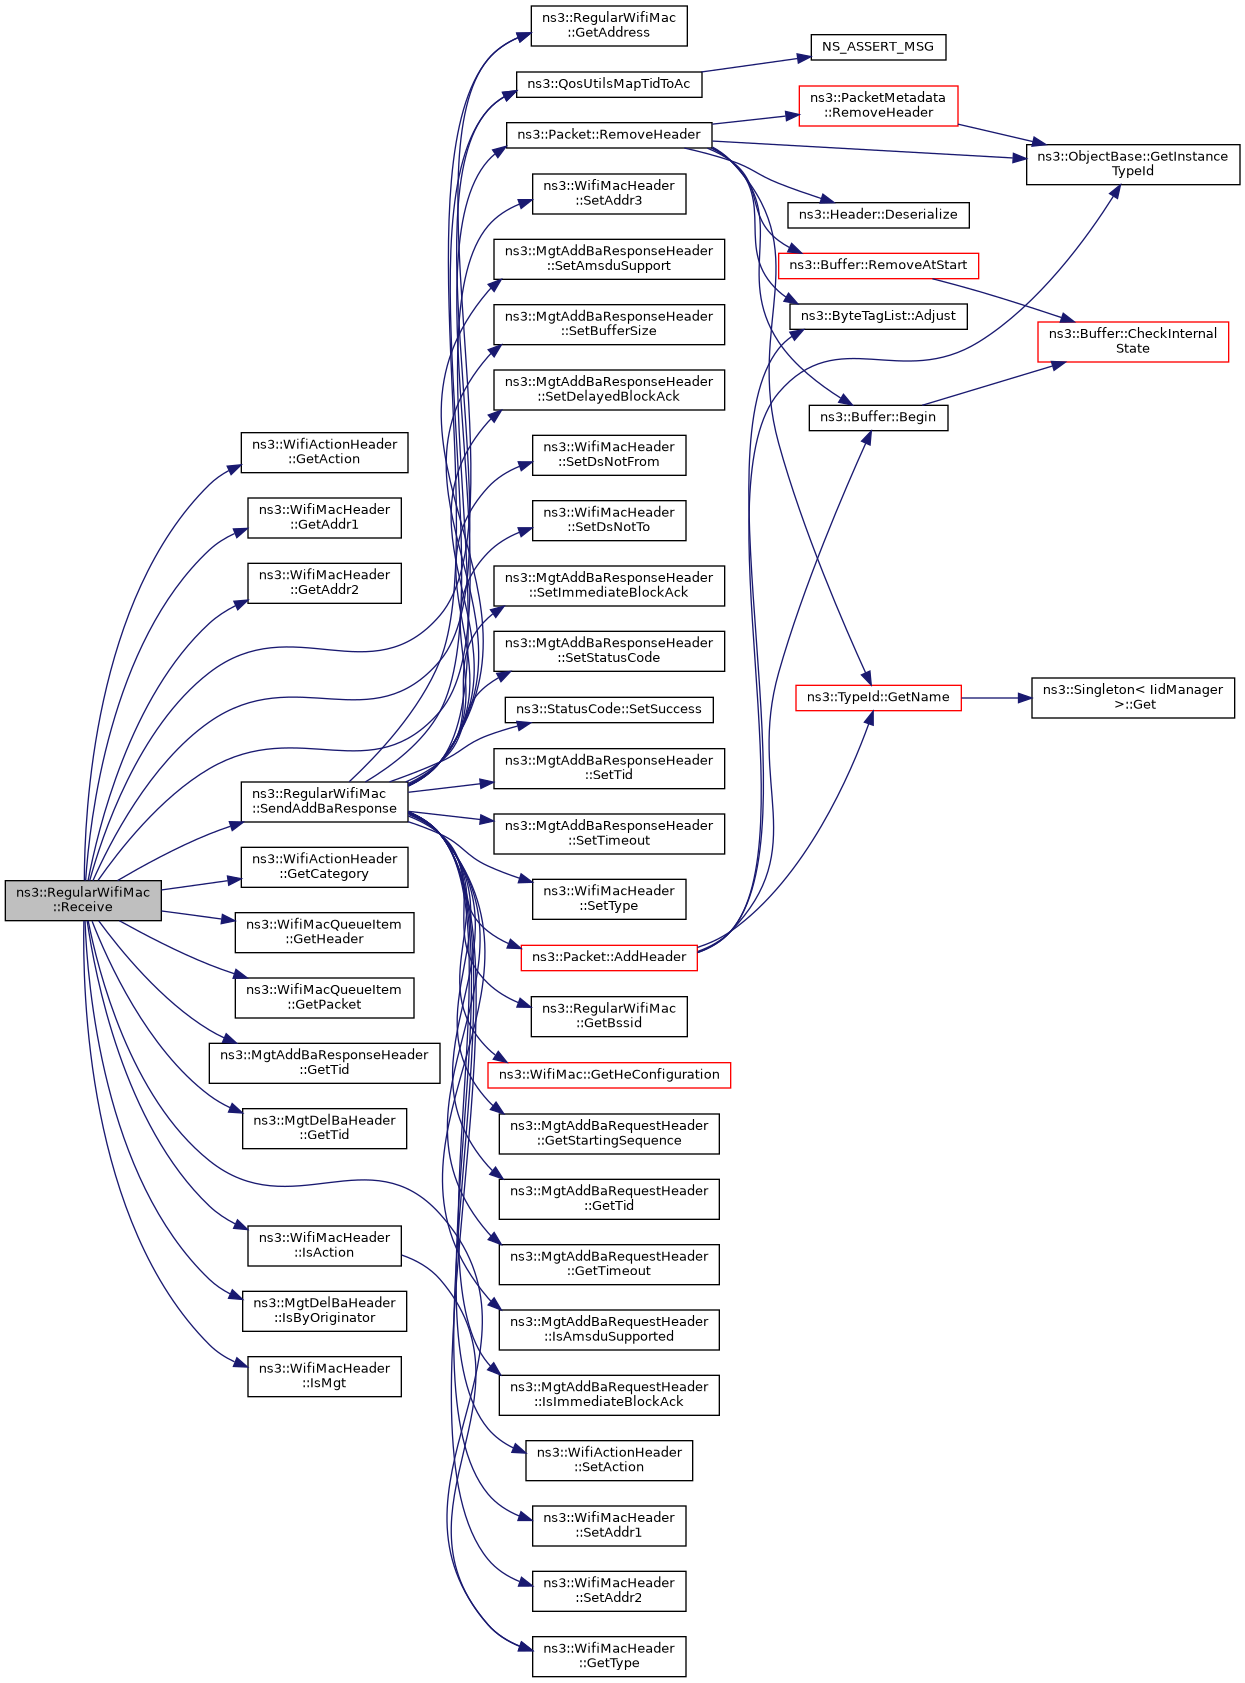 ns3::RegularWifiMac
::Receive
ns3::WifiActionHeader
::GetAction
ns3::WifiMacHeader
::GetAddr1
ns3::WifiMacHeader
::GetAddr2
ns3::RegularWifiMac
::SendAddBaResponse
ns3::WifiActionHeader
::GetCategory
ns3::WifiMacQueueItem
::GetHeader
ns3::WifiMacQueueItem
::GetPacket
ns3::MgtAddBaResponseHeader
::GetTid
ns3::MgtDelBaHeader
::GetTid
ns3::WifiMacHeader
::IsAction
ns3::MgtDelBaHeader
::IsByOriginator
ns3::WifiMacHeader
::IsMgt
ns3::RegularWifiMac
::GetAddress
ns3::QosUtilsMapTidToAc
ns3::Packet::RemoveHeader
ns3::WifiMacHeader
::SetAddr3
ns3::MgtAddBaResponseHeader
::SetAmsduSupport
ns3::MgtAddBaResponseHeader
::SetBufferSize
ns3::MgtAddBaResponseHeader
::SetDelayedBlockAck
ns3::WifiMacHeader
::SetDsNotFrom
ns3::WifiMacHeader
::SetDsNotTo
ns3::MgtAddBaResponseHeader
::SetImmediateBlockAck
ns3::MgtAddBaResponseHeader
::SetStatusCode
ns3::StatusCode::SetSuccess
ns3::MgtAddBaResponseHeader
::SetTid
ns3::MgtAddBaResponseHeader
::SetTimeout
ns3::WifiMacHeader
::SetType
ns3::Packet::AddHeader
ns3::RegularWifiMac
::GetBssid
ns3::WifiMac::GetHeConfiguration
ns3::MgtAddBaRequestHeader
::GetStartingSequence
ns3::MgtAddBaRequestHeader
::GetTid
ns3::MgtAddBaRequestHeader
::GetTimeout
ns3::MgtAddBaRequestHeader
::IsAmsduSupported
ns3::MgtAddBaRequestHeader
::IsImmediateBlockAck
ns3::WifiActionHeader
::SetAction
ns3::WifiMacHeader
::SetAddr1
ns3::WifiMacHeader
::SetAddr2
ns3::WifiMacHeader
::GetType
NS_ASSERT_MSG
ns3::PacketMetadata
::RemoveHeader
ns3::Header::Deserialize
ns3::Buffer::RemoveAtStart
ns3::ByteTagList::Adjust
ns3::Buffer::Begin
ns3::TypeId::GetName
ns3::ObjectBase::GetInstance
TypeId
ns3::Buffer::CheckInternal
State
ns3::Singleton< IidManager
>::Get